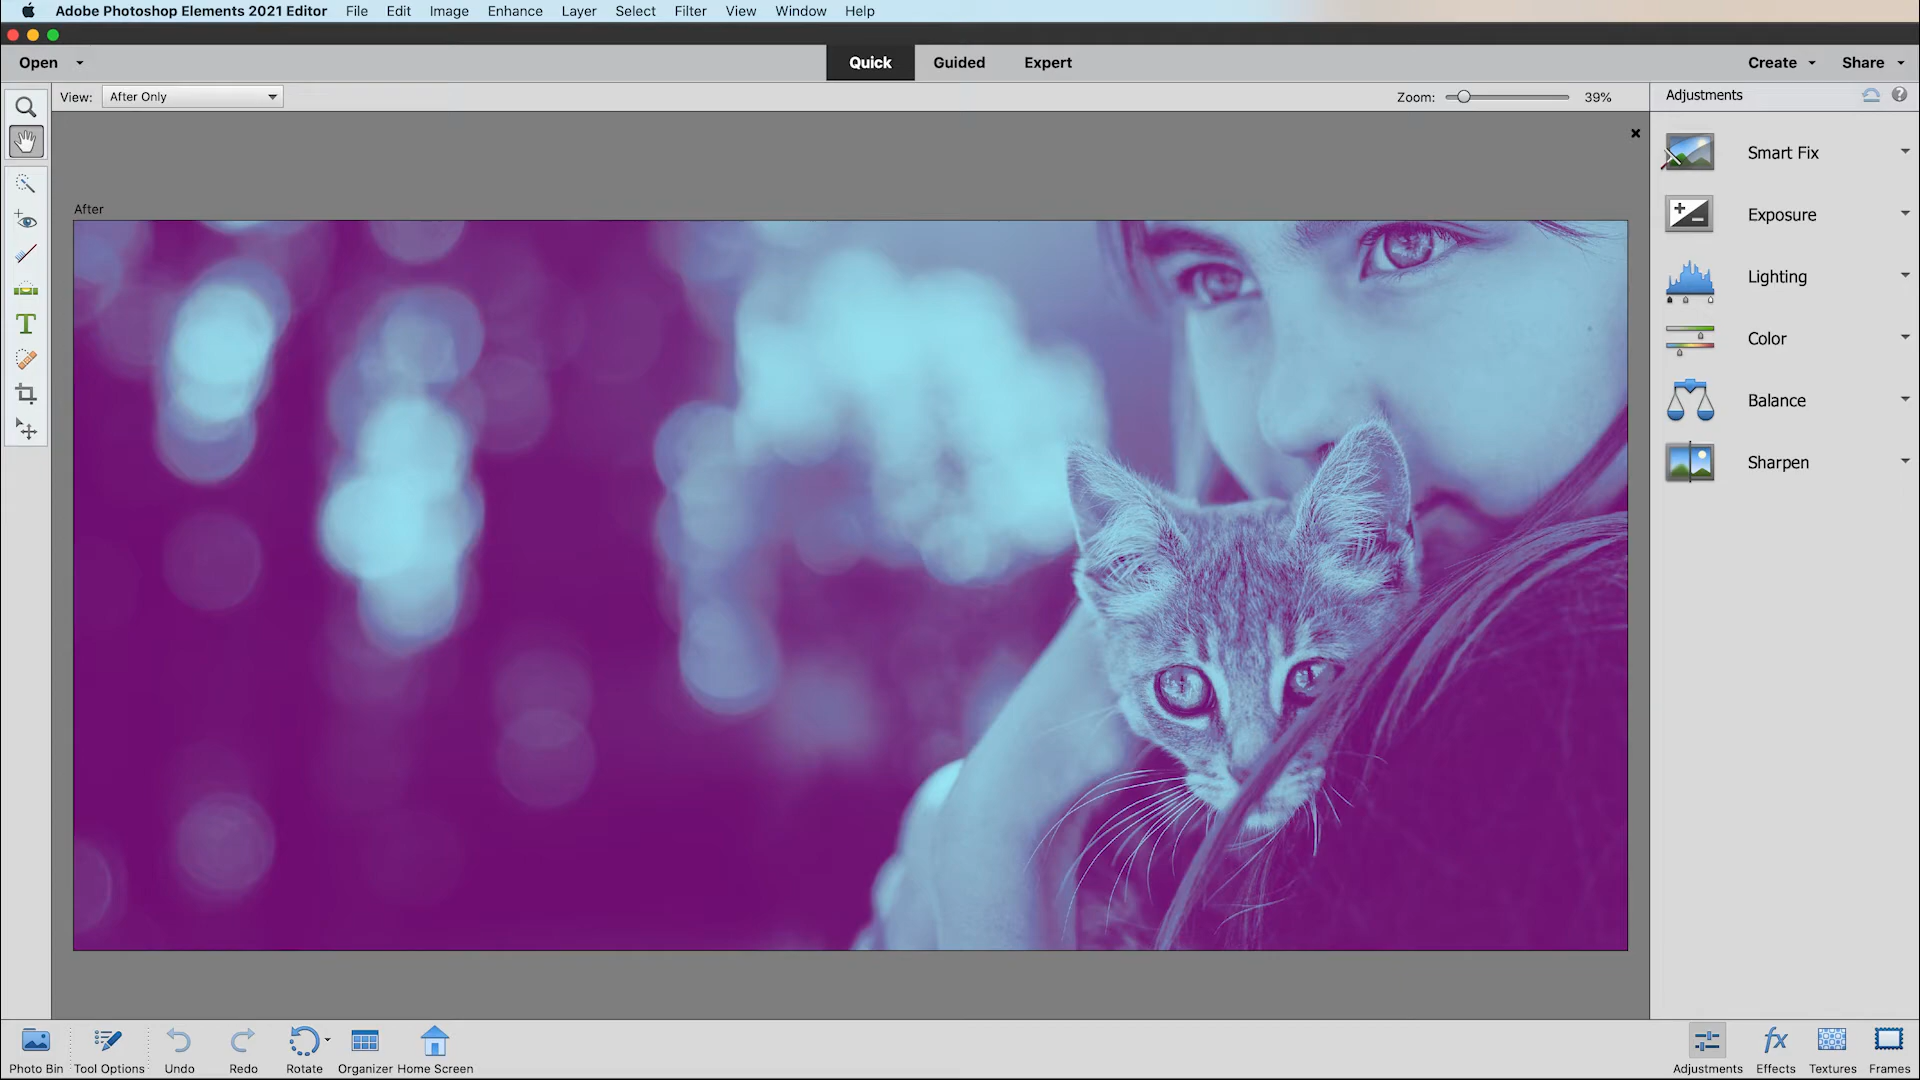 Adobe Photoshop Elements 2021 Editor File Edit Image Enhance Layer Select Filter View Window Help
Open Quick Guided Expert Create Share
View: After Only Zoom: 39% Adjustments
After
Smart Fix
Exposure
Lighting
Color
Balance
Sharpen
Photo Bin Tool Options Undo Redo Rotate Organizer Home Screen Adjustments Effects Textures Frames